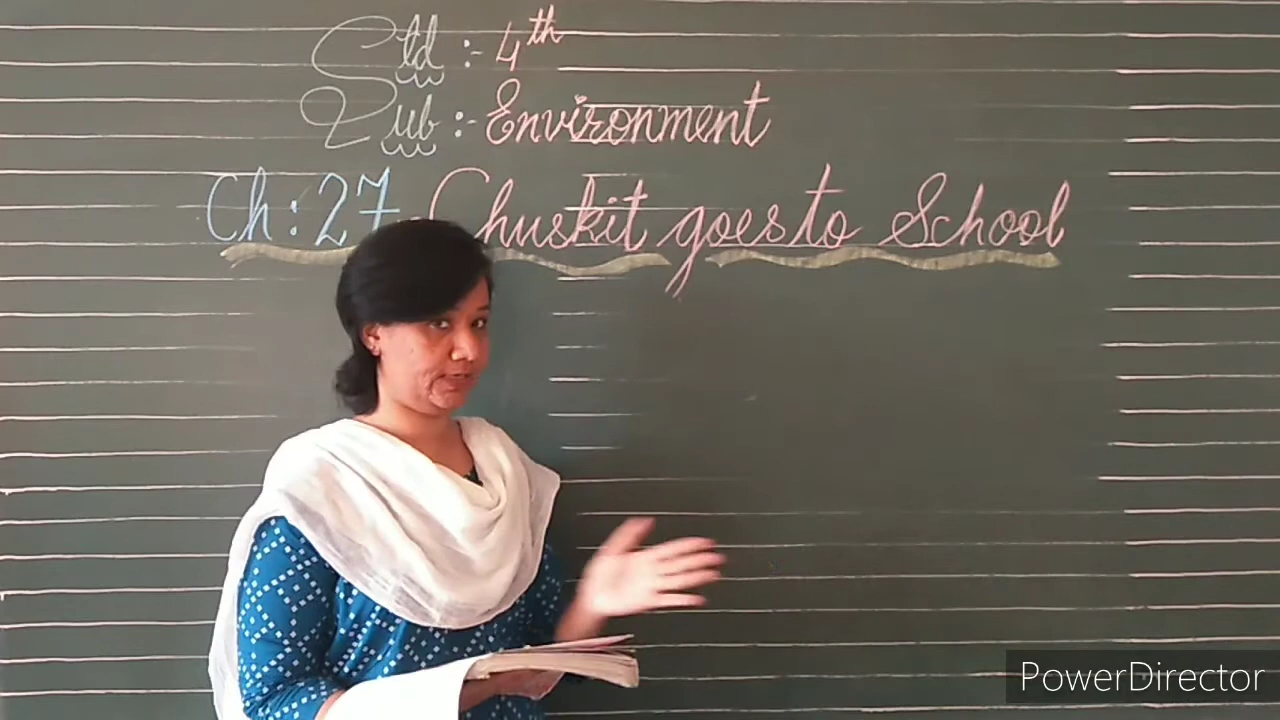 Std :- 4th
Sub :- Environment
Ch : 27 Chuskit goes to School
PowerDirector